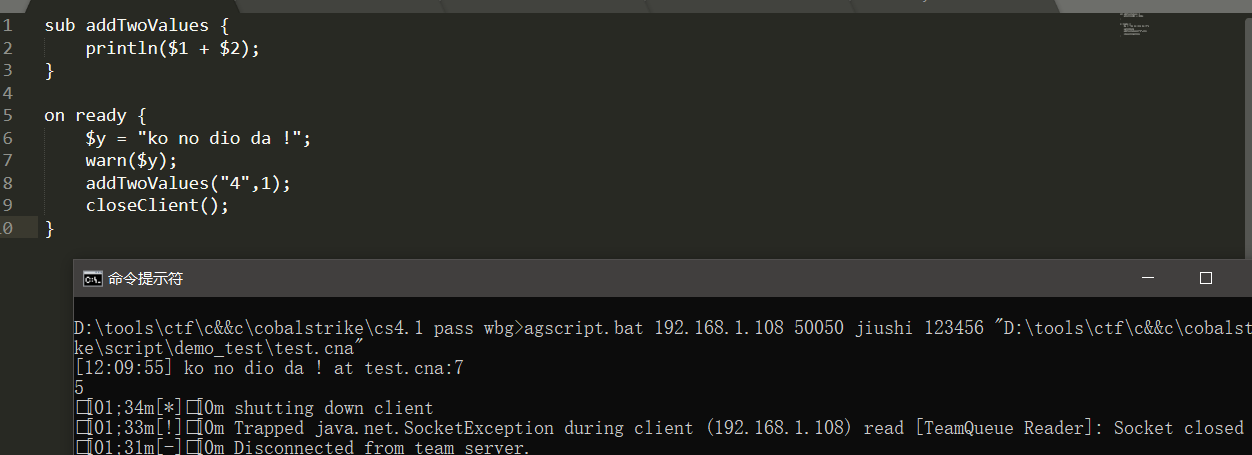 1 sub addTwoValues {
2     println($1 + $2);
3 }
4
5 on ready {
6     $y = "ko no dio da !";
7     warn($y);
8     addTwoValues("4",1);
9     closeClient();
0 }
命令提示符
D:\tools\ctf\c&&c\cobalstrike\cs4.1 pass wbg>agscript.bat 192.168.1.108 50050 jiushi 123456 "D:\tools\ctf\c&&c\cobalst
ke\script\demo_test\test.cna"
[12:09:55] ko no dio da ! at test.cna:7
5
□[01;34m[*]□[0m shutting down client
□[01;33m[!]□[0m Trapped java.net.SocketException during client (192.168.1.108) read [TeamQueue Reader]: Socket closed
□[01;31m[-]□[0m Disconnected from team server.